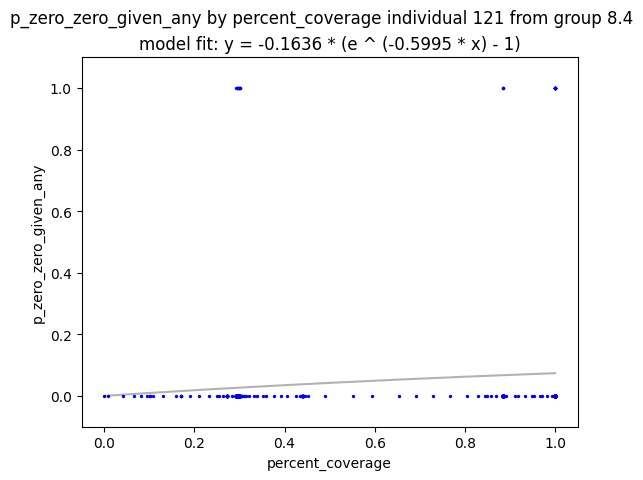 p_zero_zero_given_any by percent_coverage individual 121 from group 8.4
model fit: y = -0.1636 * (e ^ (-0.5995 * x) - 1)
1.0
0.8
0.6
0.4
0.2
0.0
p_zero_zero_given_any
0.0 0.2 0.4 0.6 0.8 1.0
percent_coverage